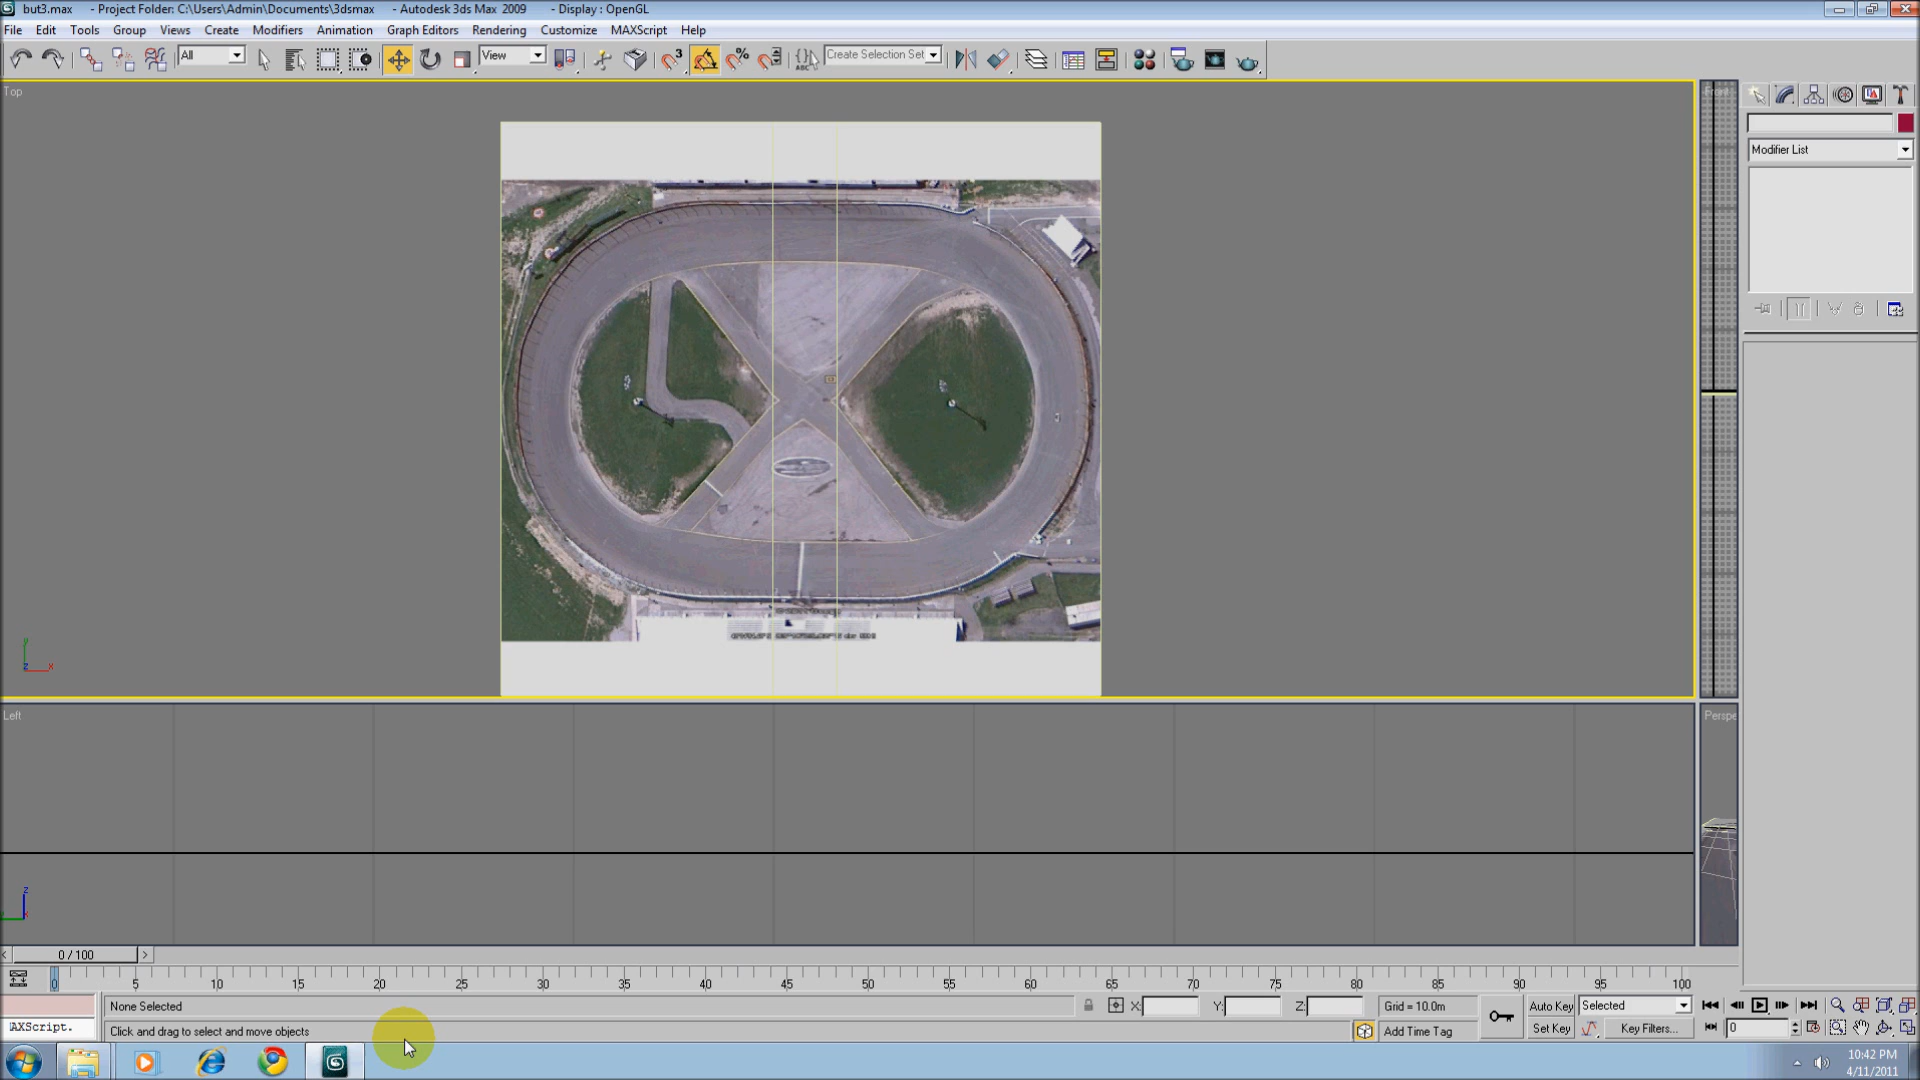 but3.max - Project Folder: C:\Users\Admin\Documents\3dsmax - Autodesk 3ds Max 2009 - Display : OpenGL
File Edit Tools Group Views Create Modifiers Animation Graph Editors Rendering Customize MAXScript Help
All View Create Selection Set
Top
Modifier List
Left
Perspe
0 / 100
0 5 10 15 20 25 30 35 40 45 50 55 60 65 70 75 80 85 90 95 100
None Selected X: Y: Z: Grid = 10.0m Auto Key Selected
AXScript. Click and drag to select and move objects Add Time Tag Set Key Key Filters... 0
10:42 PM
4/11/2011